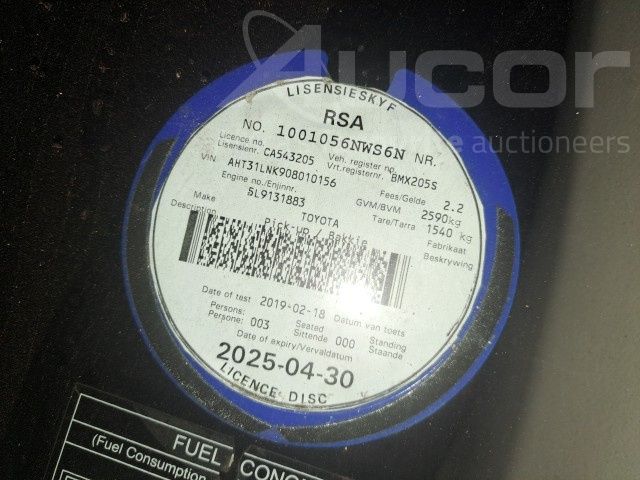 Aucor
e auctioneers
LISENSIESKYF
RSA
NO. 1001056NWS6N NR.
Licence no. Veh. register no.
Lisensienr. CA543205 Vrt.registernr. BMX205S
VIN AHT31LNK908010156 Fees/Gelde 2.2
Engine no./Enjinnr. GVM/BVM 2590kg
5L9131883 Tare/Tarra 1540 kg
Make TOYOTA Fabrikaat
Description Pick-up / Bakkie Beskrywing
Date of test 2019-02-18 Datum van toets
Persons: Seated Standing
Persone: 003 Sittende 000 Staande
Date of expiry/Vervaldatum
2025-04-30
LICENCE DISC
FUEL
(Fuel Consumption